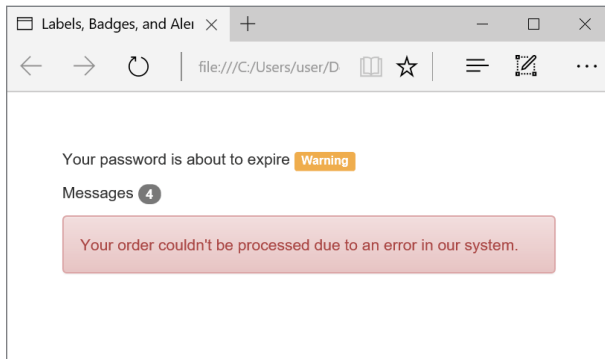 Labels, Badges, and Aler
file:///C:/Users/user/D
Your password is about to expire Warning
Messages 4
Your order couldn't be processed due to an error in our system.